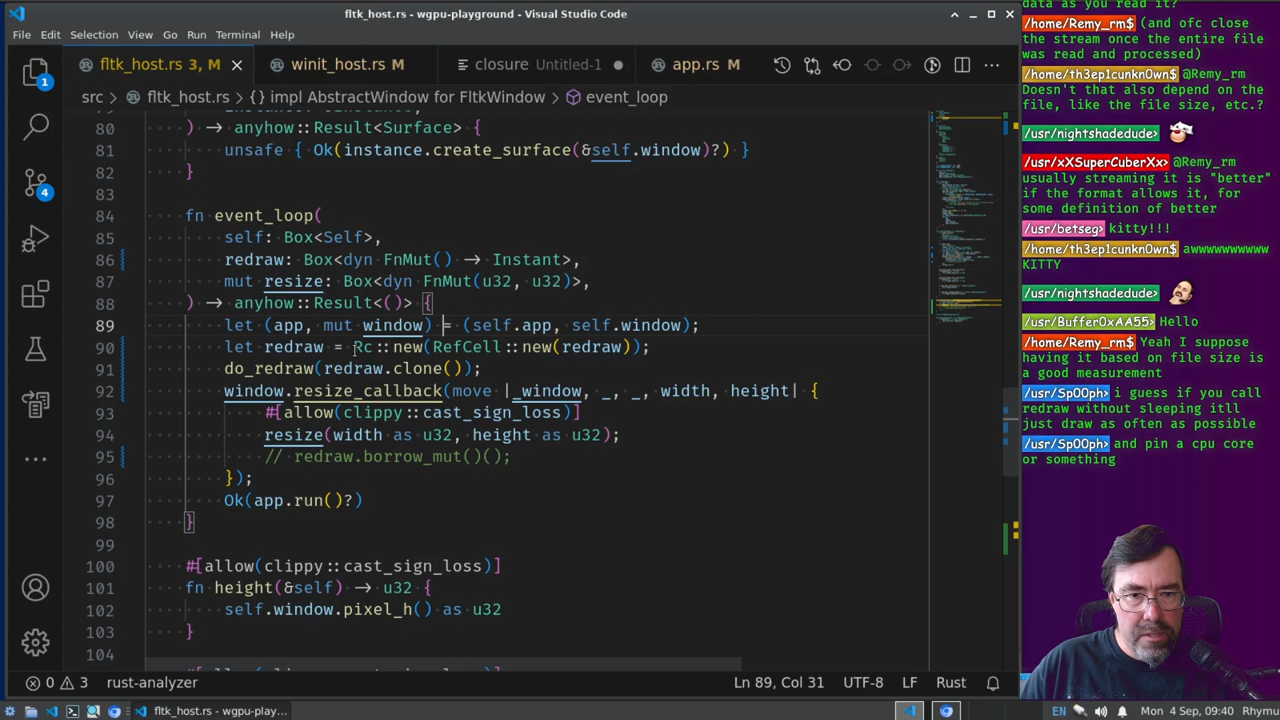 fltk_host.rs - wgpu-playground - Visual Studio Code
File Edit Selection View Go Run Terminal Help
fltk_host.rs 3, M
winit_host.rs M
closure Untitled-1
app.rs M
src > fltk_host.rs > {} impl AbstractWindow for FltkWindow > event_loop
80 ) → anyhow::Result<Surface> {
81 unsafe { Ok(instance.create_surface(&self.window)?) }
82 }
83
84 fn event_loop(
85 self: Box<Self>,
86 redraw: Box<dyn FnMut() → Instant>,
87 mut resize: Box<dyn FnMut(u32, u32)>,
88 ) → anyhow::Result<()> {
89 let (app, mut window) = (self.app, self.window);
90 let redraw = Rc::new(RefCell::new(redraw));
91 do_redraw(redraw.clone());
92 window.resize_callback(move |_window, _, _, width, height| {
93 #[allow(clippy::cast_sign_loss)]
94 resize(width as u32, height as u32);
95 // redraw.borrow_mut()();
96 });
97 Ok(app.run()?)
98 }
99
100 #[allow(clippy::cast_sign_loss)]
101 fn height(&self) → u32 {
102 self.window.pixel_h() as u32
103 }
104
1
4
0 3 rust-analyzer Ln 89, Col 31 UTF-8 LF Rust
fltk_host.rs - wgpu-play...
EN Mon 4 Sep, 09:40 Rhymu
data as you read it?
/home/Remy_rm$ (and ofc close
the stream once the entire file
was read and processed)
/home/th3ep1cunkn0wn$ @Remy_rm
Doesn't that also depend on the
file, like the file size, etc.?
/usr/nightshadedude>
/usr/xXSuperCuberXx> @Remy_rm
usually streaming it is "better"
if the format allows it, for
some definition of better
/usr/betseg> kitty!!!
/home/th3ep1cunkn0wn$ awwwwwwwwww
KITTY
/usr/nightshadedude>
/usr/Buffer0xAA55> Hello
/home/Remy_rm$ Yeah I suppose
having it based on file size is
a good measurement
/usr/Sp00ph> i guess if you call
redraw without sleeping itll
just draw as often as possible
/usr/Sp00ph> and pin a cpu core
or something